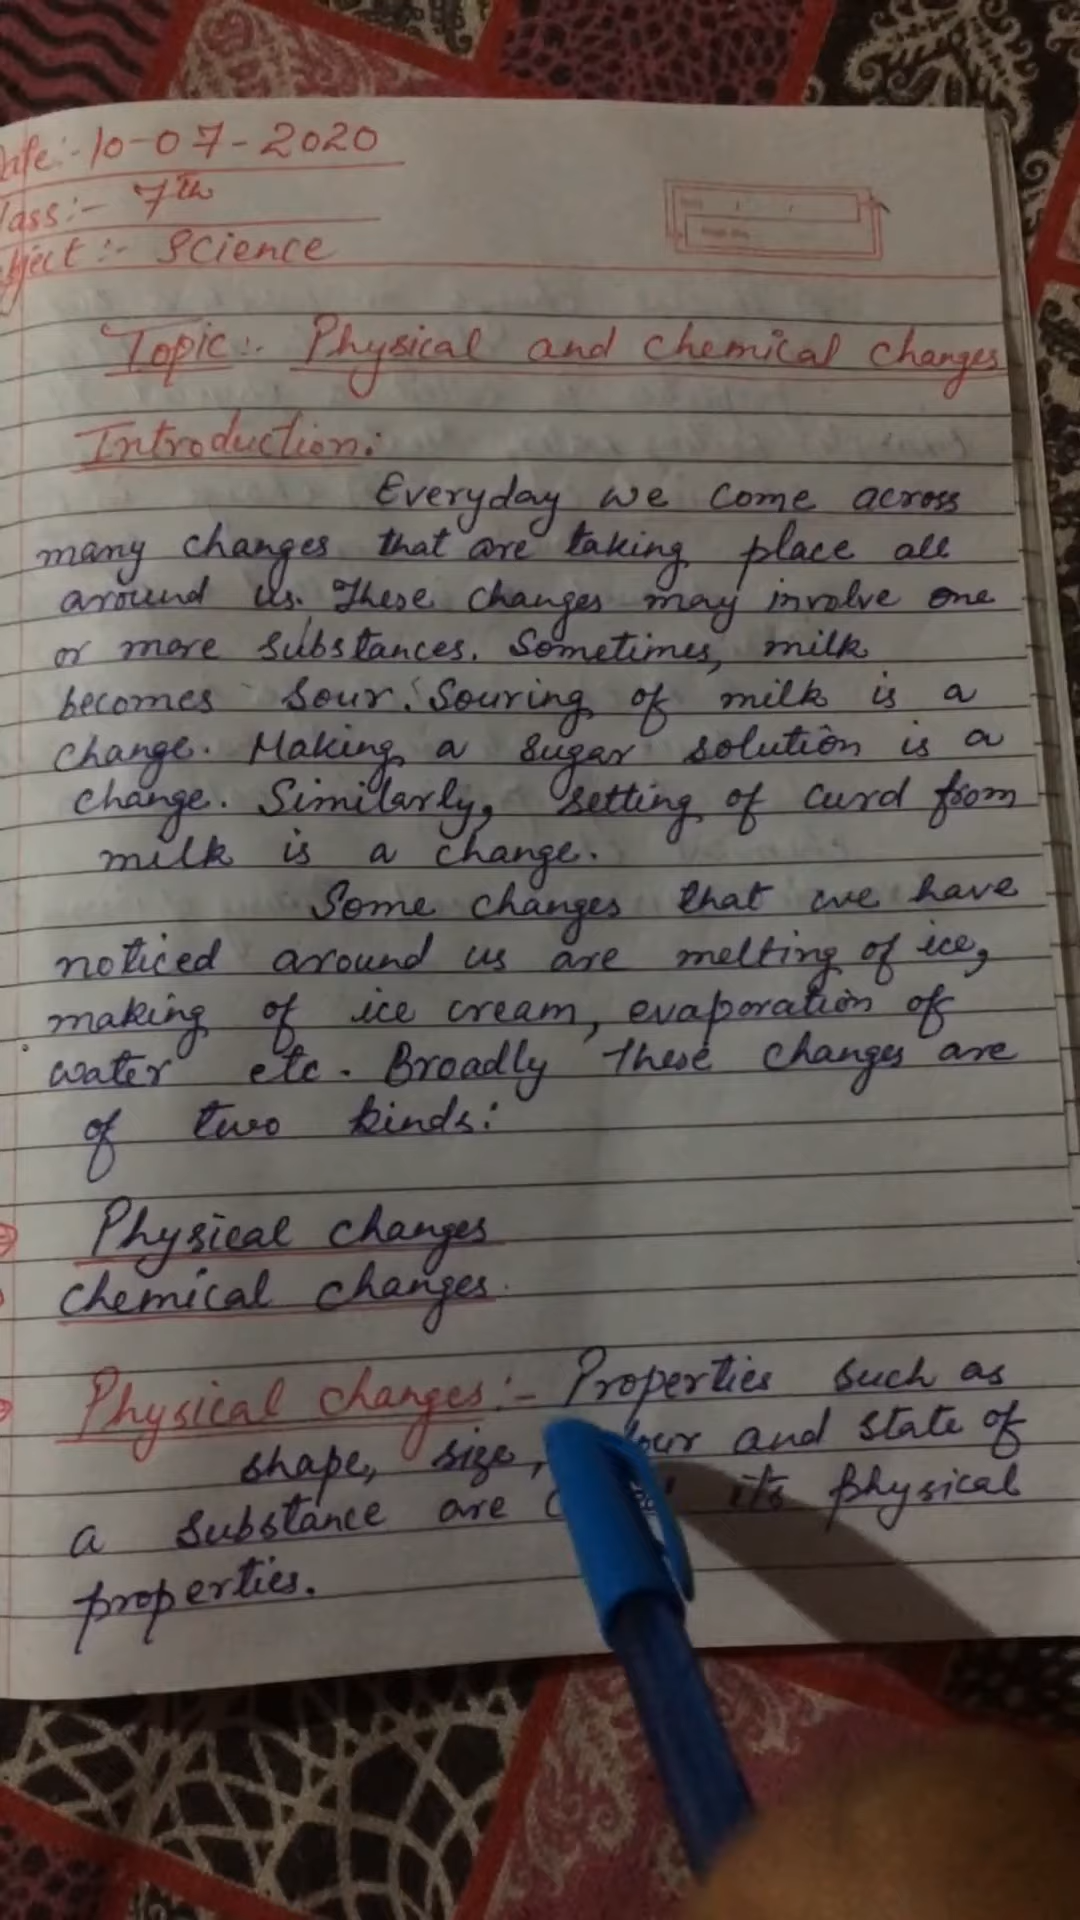 Date:- 10-07-2020
Class:- 7th
Subject:- Science
Topic:- Physical and chemical changes
Introduction:
Everyday we come across
many changes that are taking place all
around us. These changes may involve one
or more substances. Sometimes, milk
becomes sour. Souring of milk is a
change. Making a sugar solution is a
change. Similarly, setting of curd from
milk is a change.
Some changes that we have
noticed around us are melting of ice,
making of ice cream, evaporation of
water etc. Broadly these changes are
of two kinds:
Physical changes
chemical changes.
Physical changes:- Properties such as
shape, size, and state of
a substance are its physical
properties.